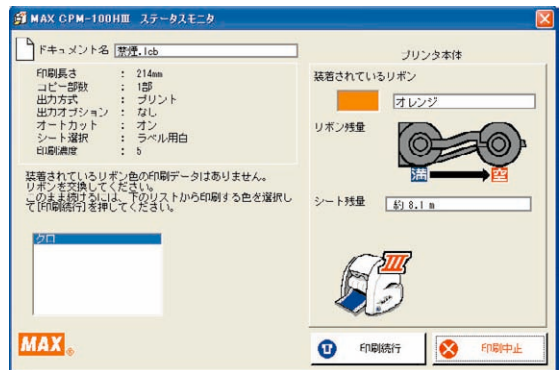 MAX CPM-100HⅢ ステータスモニタ
ドキュメント名 禁煙.lcb
印刷長さ : 214mm
コピー部数 : 1部
出力方式 : プリント
出力オプション : なし
オートカット : オン
シート選択 : ラベル用白
印刷濃度 : 5
装着されているリボン色の印刷データはありません。
リボンを交換してください。
このまま続けるには、下のリストから印刷する色を選択し
て[印刷続行]を押してください。
クロ
MAX
プリンタ本体
装着されているリボン
オレンジ
リボン残量
満 空
シート残量 約 8.1 m
Ⅲ
印刷続行
印刷中止